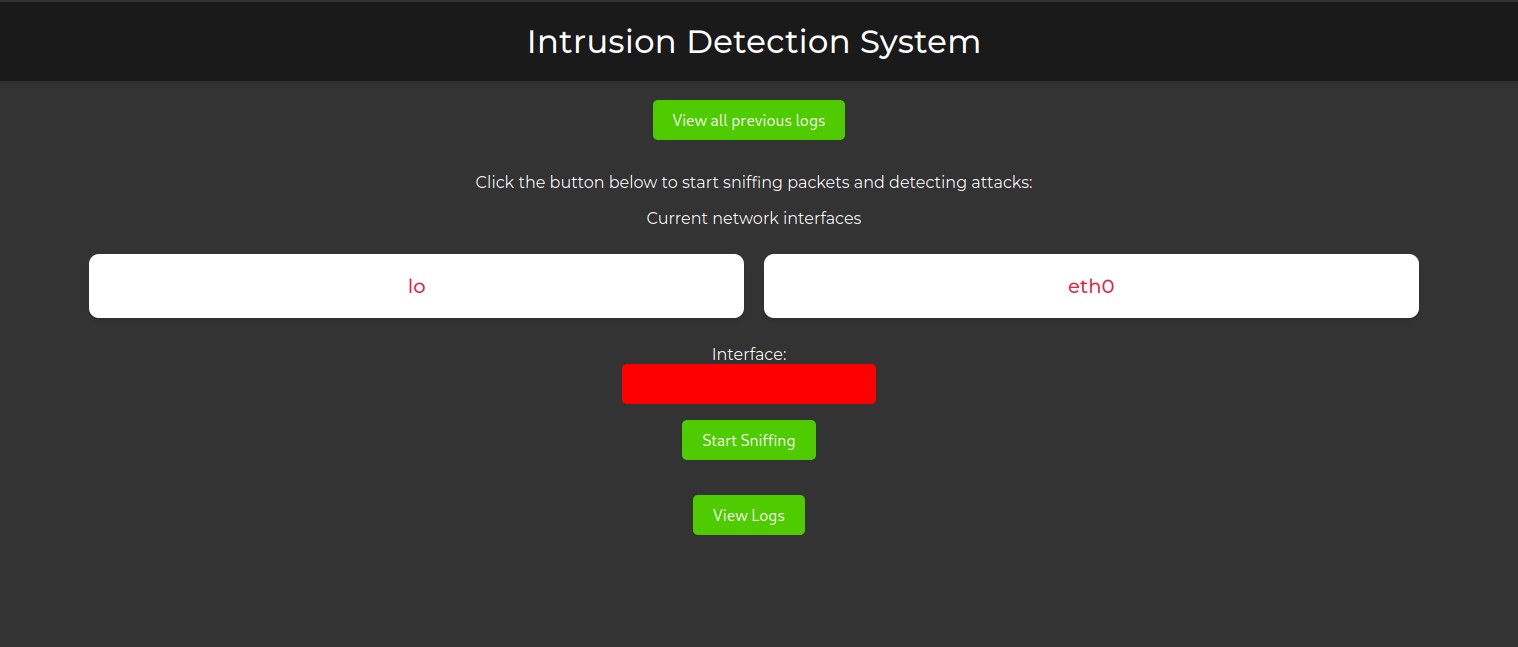 Intrusion Detection System
View all previous logs
Click the button below to start sniffing packets and detecting attacks:
Current network interfaces
lo
eth0
Interface:
Start Sniffing
View Logs